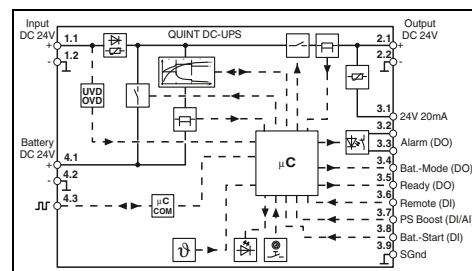 Input
DC 24V
+ 1.1
- 1.2
QUINT DC-UPS
Output
DC 24V
2.1 +
2.2 -
UVD
OVD
3.1
24V 20mA
3.2
Alarm (DO)
3.3
3.4
Bat.-Mode (DO)
3.5
Ready (DO)
3.6
Remote (DI)
3.7
PS Boost (DI/AI)
3.8
Bat.-Start (DI)
3.9
SGnd
Battery
DC 24V
+ 4.1
- 4.2
4.3
µC
COM
µC
ϑ